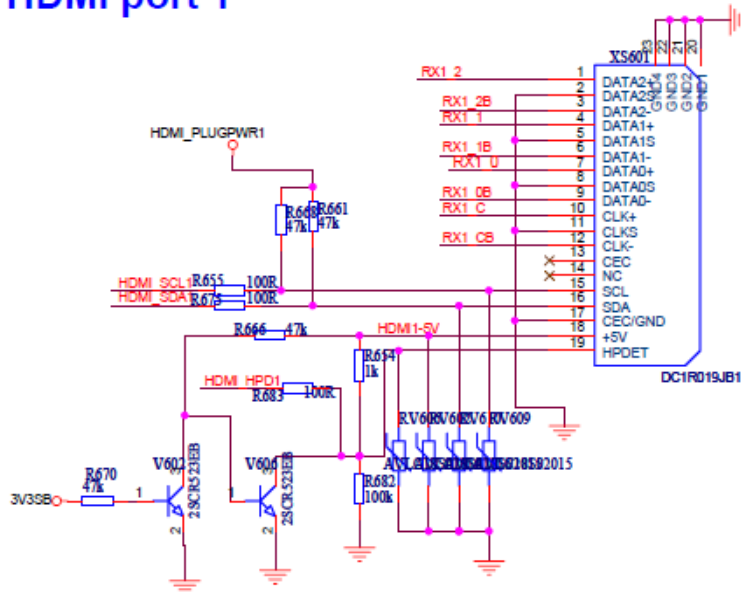 HDMI port 1
XS601
23
22
21
20
GND4
GND3
GND2
GND1
RX1_2 1 DATA2+
2 DATA2S
RX1_2B 3 DATA2-
RX1_1 4 DATA1+
5 DATA1S
RX1_1B 6 DATA1-
7 DATA0+
8 DATA0S
RX1_0B 9 DATA0-
RX1_C 10 CLK+
11 CLKS
RX1_CB 12 CLK-
13 CEC
14 NC
15 SCL
16 SDA
17 CEC/GND
18 +5V
19 HPDET
DC1R019JB1
HDMI_PLUGPWR1
R661
47k
47k
HDMI_SCL1 R655 100R
HDMI_SDA1 R675 100R
R666 47k HDMI1-5V
R654
1k
HDMI_HPD1
R683 100R
RV609
R670
47k
3V3SB
V602
1
3
2
2SCR523EB
V606
1
2
2SCR523EB
R682
100k